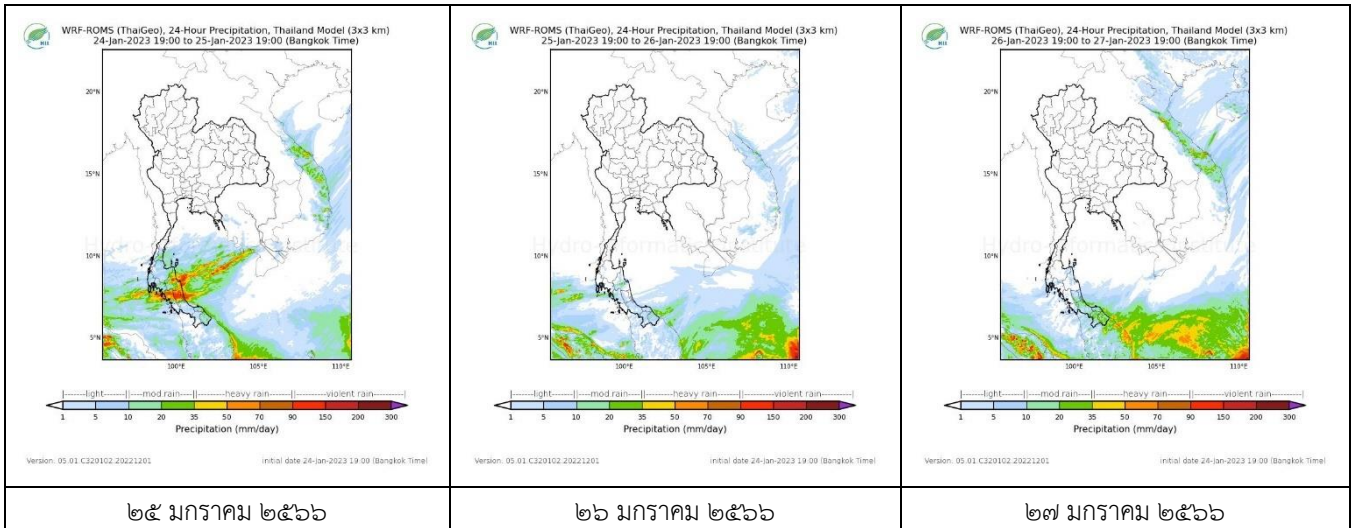 WRF-ROMS (ThaiGeo), 24-Hour Precipitation, Thailand Model (3x3 km)
24-Jan-2023 19:00 to 25-Jan-2023 19:00 (Bangkok Time)
20°N
15°N
10°N
5°N
100°E 105°E 110°E
light mod.rain heavy rain violent rain
1 5 10 20 35 50 70 90 150 200 300
Precipitation (mm/day)
Version: 05.01.C320102.20221201 initial date 24-Jan-2023 19:00 (Bangkok Time)
๒๕ มกราคม ๒๕๖๖
WRF-ROMS (ThaiGeo), 24-Hour Precipitation, Thailand Model (3x3 km)
25-Jan-2023 19:00 to 26-Jan-2023 19:00 (Bangkok Time)
20°N
15°N
10°N
5°N
100°E 105°E 110°E
light mod.rain heavy rain violent rain
1 5 10 20 35 50 70 90 150 200 300
Precipitation (mm/day)
Version: 05.01.C320102.20221201 initial date 24-Jan-2023 19:00 (Bangkok Time)
๒๖ มกราคม ๒๕๖๖
WRF-ROMS (ThaiGeo), 24-Hour Precipitation, Thailand Model (3x3 km)
26-Jan-2023 19:00 to 27-Jan-2023 19:00 (Bangkok Time)
20°N
15°N
10°N
5°N
100°E 105°E 110°E
light mod.rain heavy rain violent rain
1 5 10 20 35 50 70 90 150 200 300
Precipitation (mm/day)
Version: 05.01.C320102.20221201 initial date 24-Jan-2023 19:00 (Bangkok Time)
๒๗ มกราคม ๒๕๖๖